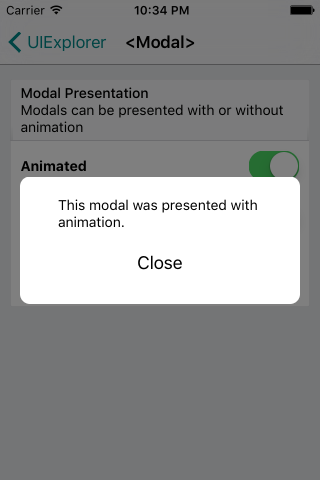 Carrier 10:34 PM
UIExplorer <Modal>
Modal Presentation
Modals can be presented with or without
animation
Animated
This modal was presented with
animation.
Close